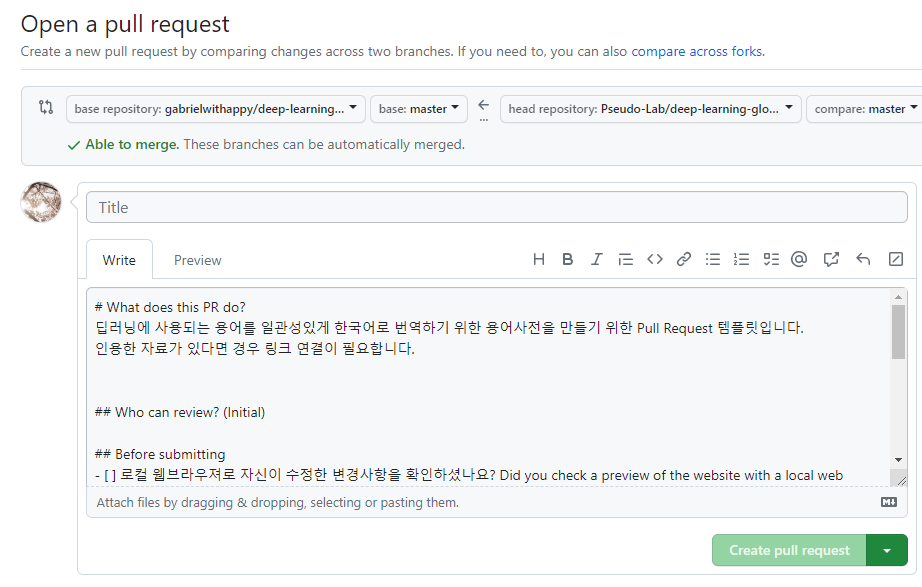 Open a pull request
Create a new pull request by comparing changes across two branches. If you need to, you can also compare across forks.
base repository: gabrielwithappy/deep-learning... base: master head repository: Pseudo-Lab/deep-learning-glo... compare: master
Able to merge. These branches can be automatically merged.
Title
Write Preview
# What does this PR do?
딥러닝에 사용되는 용어를 일관성있게 한국어로 번역하기 위한 용어사전을 만들기 위한 Pull Request 템플릿입니다.
인용한 자료가 있다면 경우 링크 연결이 필요합니다.
## Who can review? (Initial)
## Before submitting
- [ ] 로컬 웹브라우져로 자신이 수정한 변경사항을 확인하셨나요? Did you check a preview of the website with a local web
Attach files by dragging & dropping, selecting or pasting them.
Create pull request